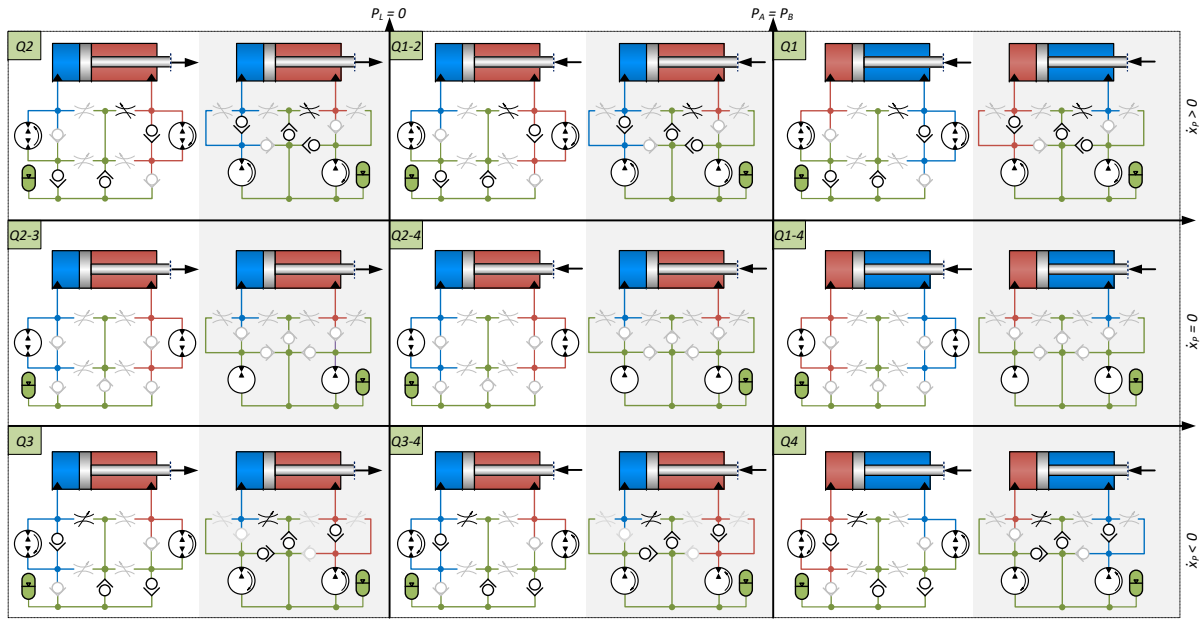 P_L = 0
P_A = P_B
Q2
Q1-2
Q1
ẋ_P > 0
Q2-3
Q2-4
Q1-4
ẋ_P = 0
Q3
Q3-4
Q4
ẋ_P < 0